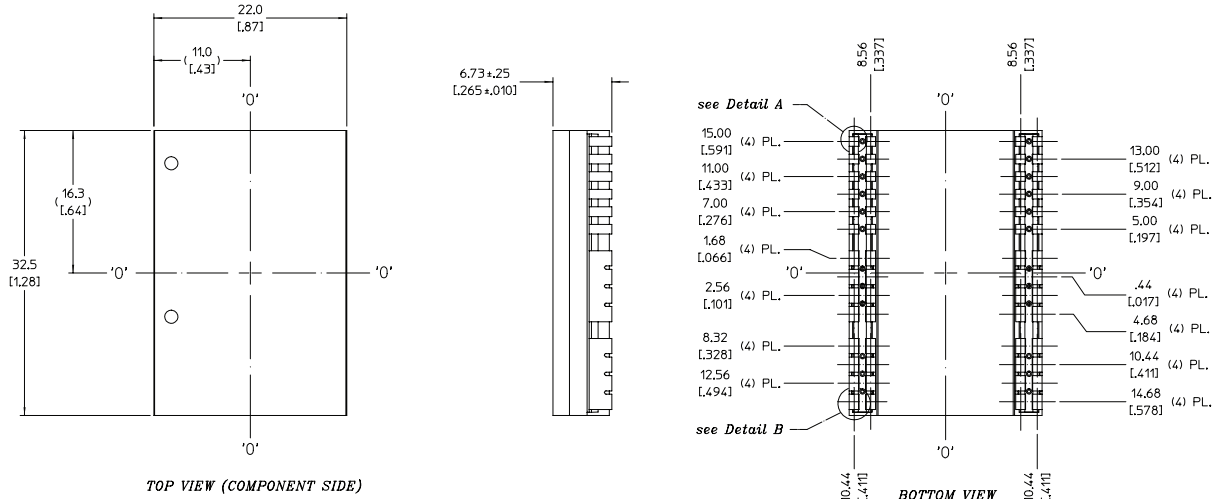 22.0
[.87]
11.0
( )
[.43]
'0'
16.3
( )
[.64]
32.5
[1.28]
'0'
'0'
'0'
TOP VIEW (COMPONENT SIDE)
6.73±.25
[.265±.010]
8.56
[.337]
8.56
[.337]
'0'
see Detail A
15.00
[.591] (4) PL.
11.00
[.433] (4) PL.
7.00
[.276] (4) PL.
1.68
[.066] (4) PL.
'0'
2.56
[.101] (4) PL.
8.32
[.328] (4) PL.
12.56
[.494] (4) PL.
see Detail B
13.00
[.512] (4) PL.
9.00
[.354] (4) PL.
5.00
[.197] (4) PL.
'0'
.44
[.017] (4) PL.
4.68
[.184] (4) PL.
10.44
[.411] (4) PL.
14.68
[.578] (4) PL.
'0'
10.44
.411]
10.44
.411]
BOTTOM VIEW